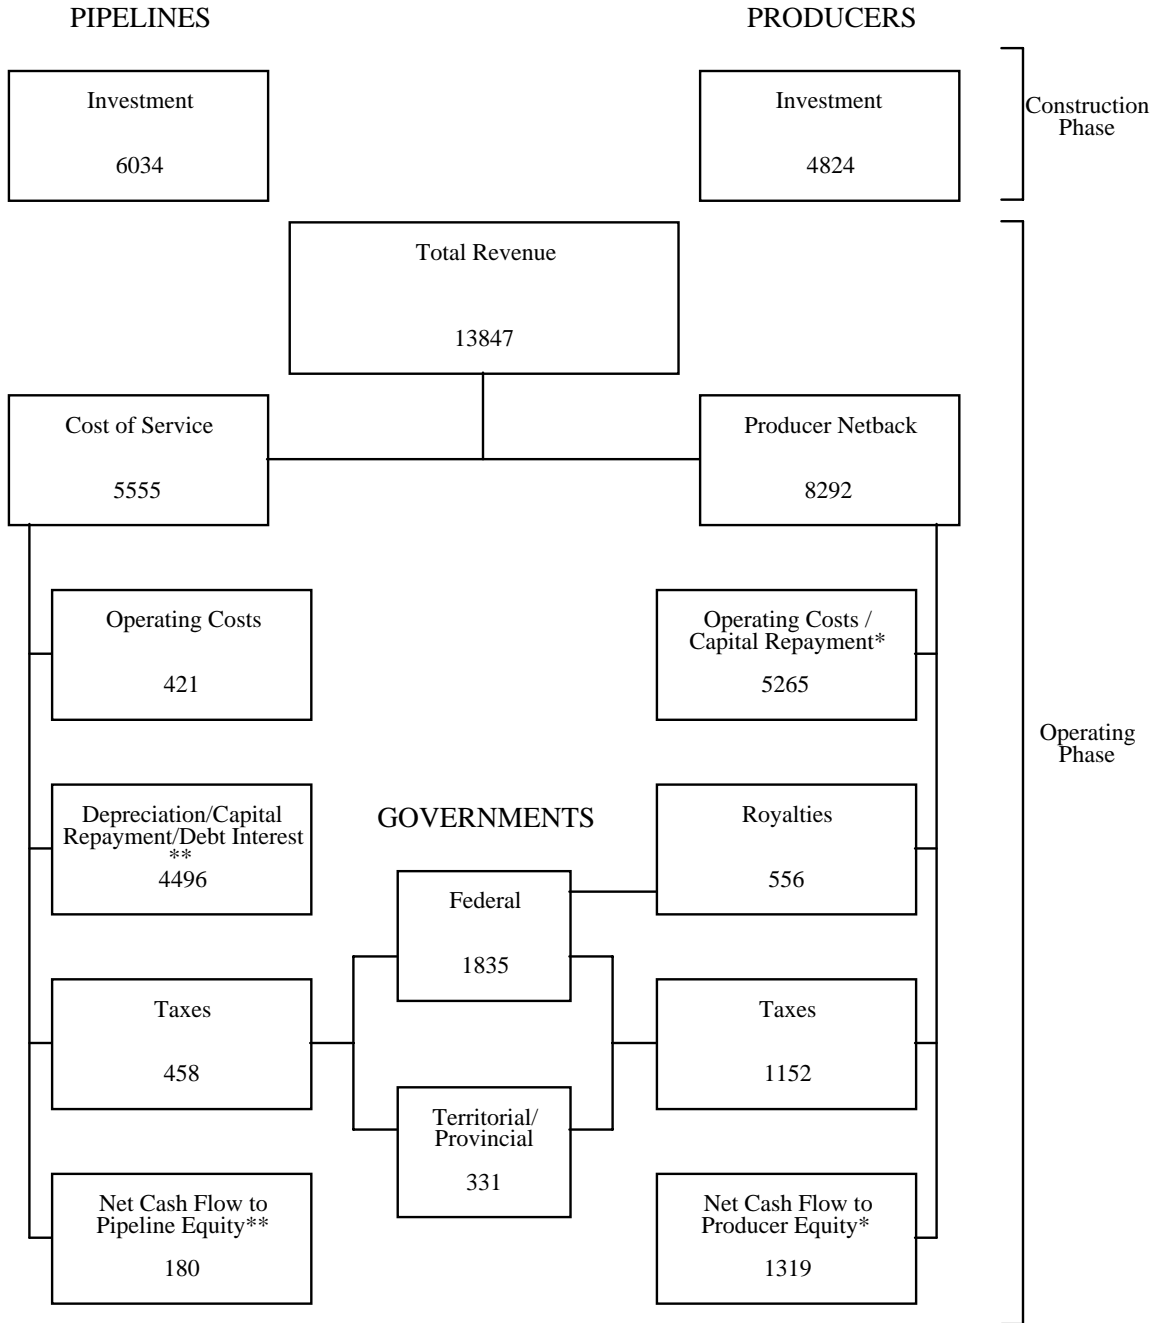 PIPELINES
PRODUCERS
Investment
6034
Investment
4824
Construction
Phase
Total Revenue
13847
Cost of Service
5555
Producer Netback
8292
Operating Costs
421
Operating Costs /
Capital Repayment*
5265
Operating
Phase
Depreciation/Capital
Repayment/Debt Interest
**
4496
GOVERNMENTS
Royalties
556
Federal
1835
Taxes
458
Taxes
1152
Territorial/
Provincial
331
Net Cash Flow to
Pipeline Equity**
180
Net Cash Flow to
Producer Equity*
1319